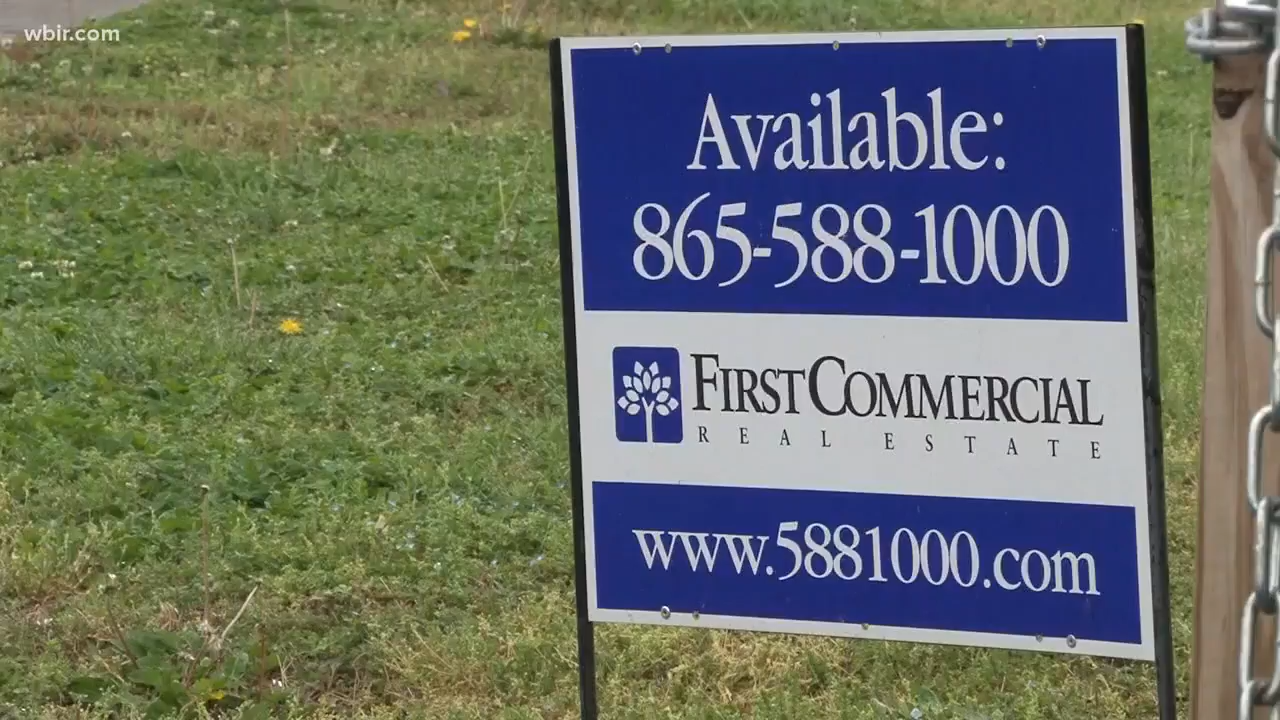 wbir.com
Available:
865-588-1000
FIRST COMMERCIAL
REAL ESTATE
www.5881000.com